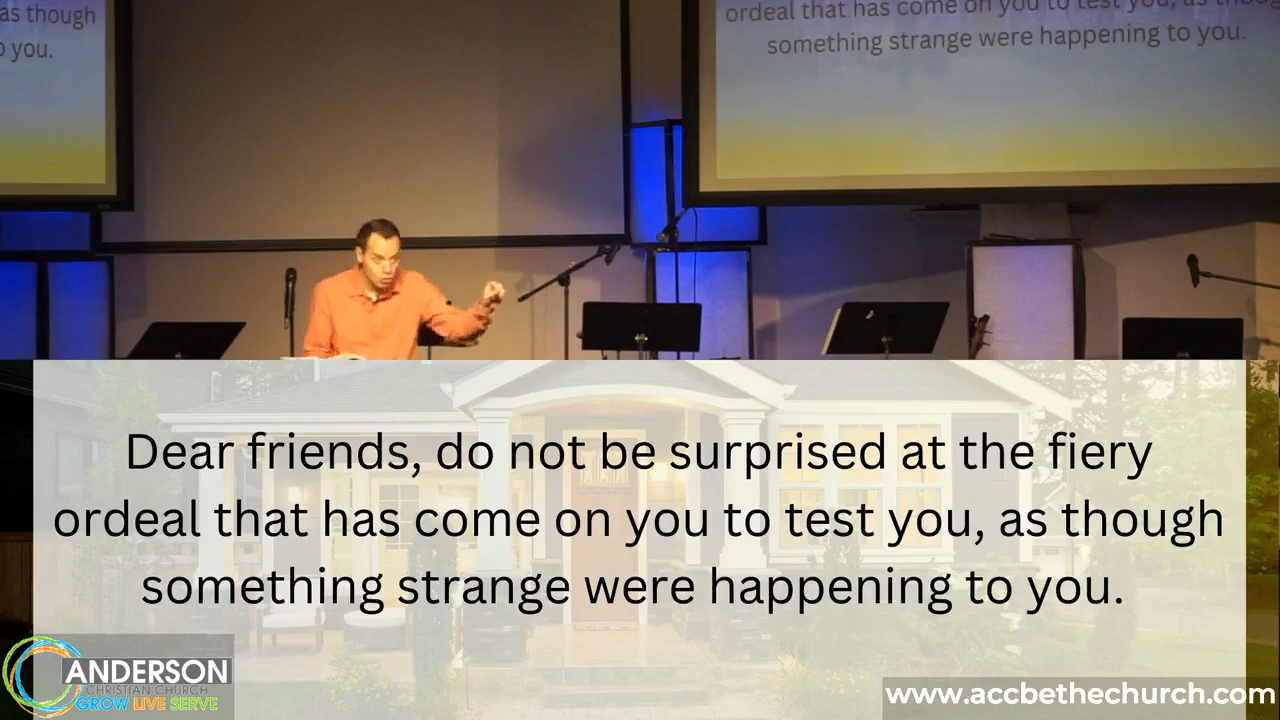 as though
you.
ordeal that has come on you to test you, as though
something strange were happening to you.
Dear friends, do not be surprised at the fiery
ordeal that has come on you to test you, as though
something strange were happening to you.
ANDERSON
CHRISTIAN CHURCH
GROW LIVE SERVE
www.accbethechurch.com